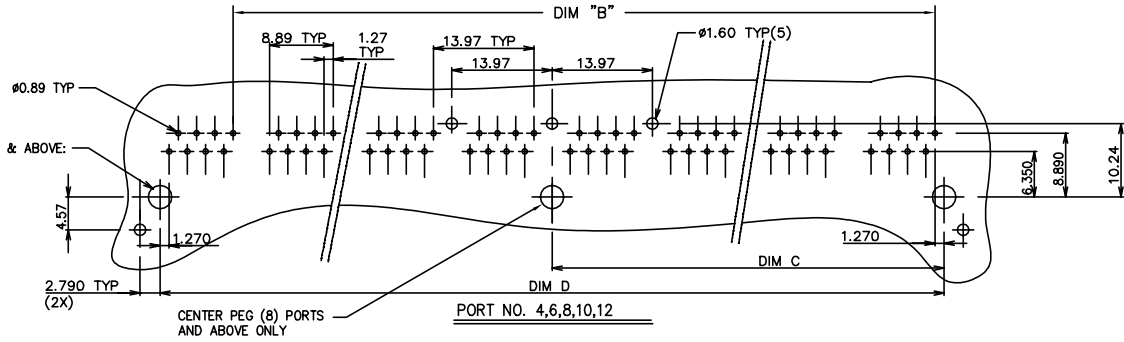 DIM "B"
8.89 TYP
1.27
TYP
13.97 TYP
ø1.60 TYP(5)
13.97
13.97
ø0.89 TYP
& ABOVE:
4.57
1.270
6.350
8.890
10.24
1.270
DIM C
2.790 TYP
(2X)
DIM D
CENTER PEG (8) PORTS
AND ABOVE ONLY
PORT NO. 4,6,8,10,12